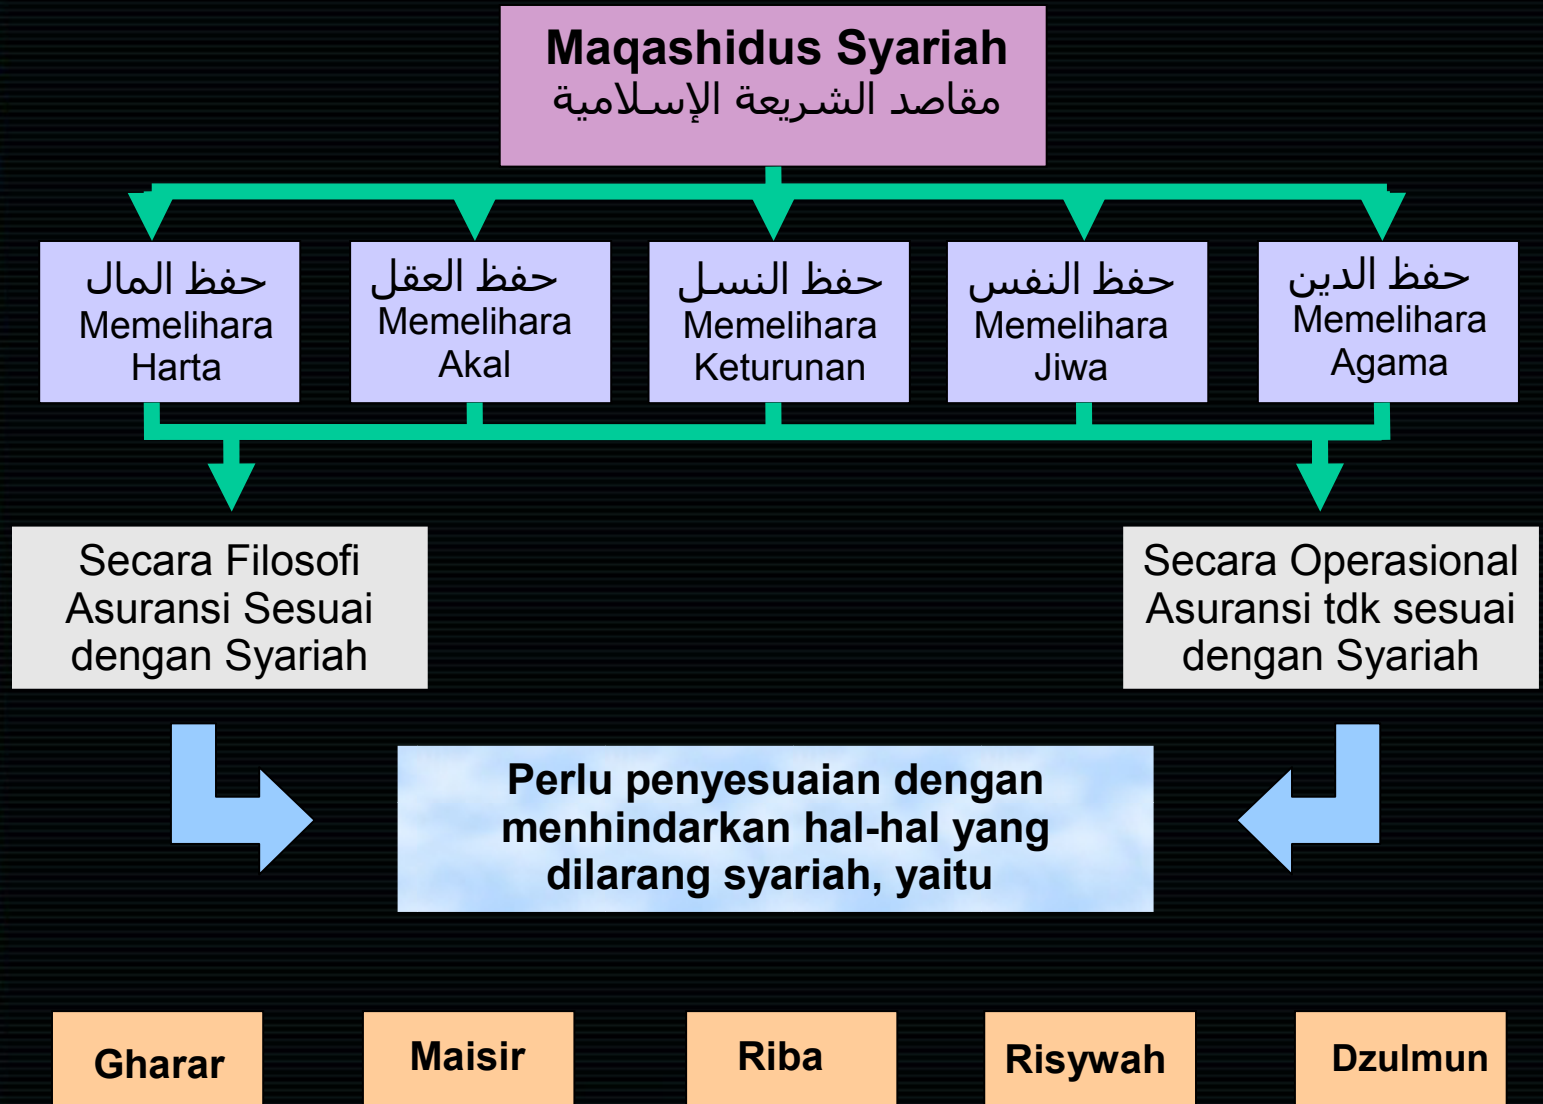 Maqashidus Syariah
مقاصد الشريعة الإسلامية
حفظ المال
Memelihara
Harta
حفظ العقل
Memelihara
Akal
حفظ النسل
Memelihara
Keturunan
حفظ النفس
Memelihara
Jiwa
حفظ الدين
Memelihara
Agama
Secara Filosofi
Asuransi Sesuai
dengan Syariah
Secara Operasional
Asuransi tdk sesuai
dengan Syariah
Perlu penyesuaian dengan
menhindarkan hal-hal yang
dilarang syariah, yaitu
Gharar
Maisir
Riba
Risywah
Dzulmun